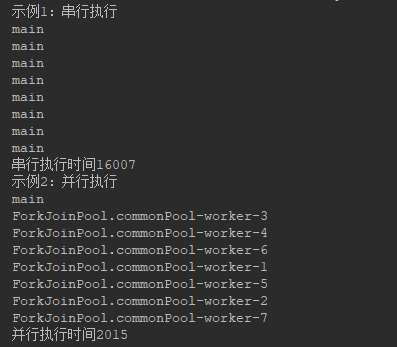 示例1: 串行执行
main
main
main
main
main
main
main
main
串行执行时间16007
示例2: 并行执行
main
ForkJoinPool.commonPool-worker-3
ForkJoinPool.commonPool-worker-4
ForkJoinPool.commonPool-worker-6
ForkJoinPool.commonPool-worker-1
ForkJoinPool.commonPool-worker-5
ForkJoinPool.commonPool-worker-2
ForkJoinPool.commonPool-worker-7
并行执行时间2015